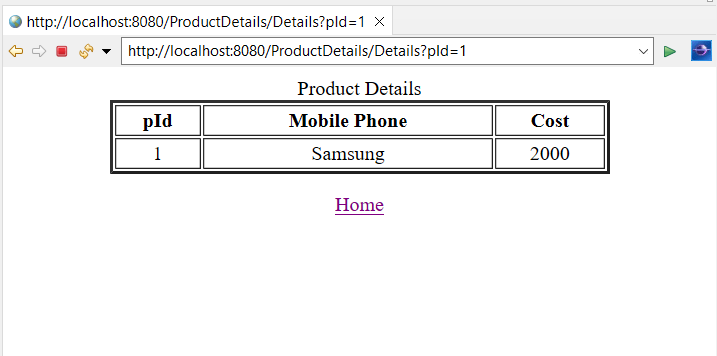 http://localhost:8080/ProductDetails/Details?pId=1
http://localhost:8080/ProductDetails/Details?pId=1
Product Details
pId Mobile Phone Cost
1 Samsung 2000
Home